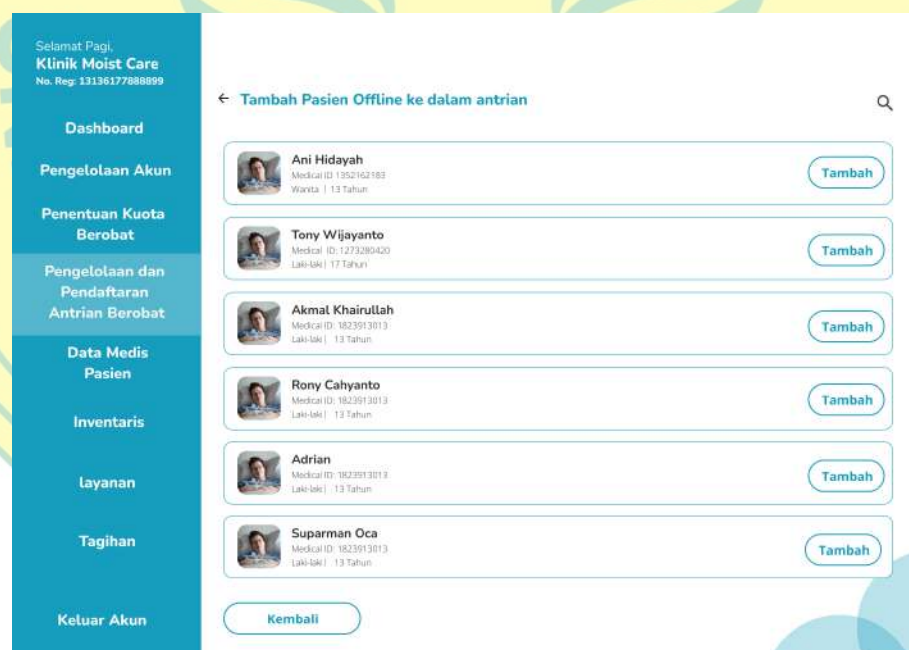 Selamat Pagi,
Klinik Moist Care
No. Reg: 13136177888899
Dashboard
Pengelolaan Akun
Penentuan Kuota
Berobat
Pengelolaan dan
Pendaftaran
Antrian Berobat
Data Medis
Pasien
Inventaris
layanan
Tagihan
Keluar Akun
← Tambah Pasien Offline ke dalam antrian
Ani Hidayah
Medical ID 1352162183
Wanita | 13 Tahun
Tambah
Tony Wijayanto
Medical ID: 1273280420
Laki-laki | 17 Tahun
Tambah
Akmal Khairullah
Medical ID: 1823913013
Laki-laki | 13 Tahun
Tambah
Rony Cahyanto
Medical ID: 1823913013
Laki-laki | 13 Tahun
Tambah
Adrian
Medical ID: 1823913013
Laki-laki | 13 Tahun
Tambah
Suparman Oca
Medical ID: 1823913013
Laki-laki | 13 Tahun
Tambah
Kembali